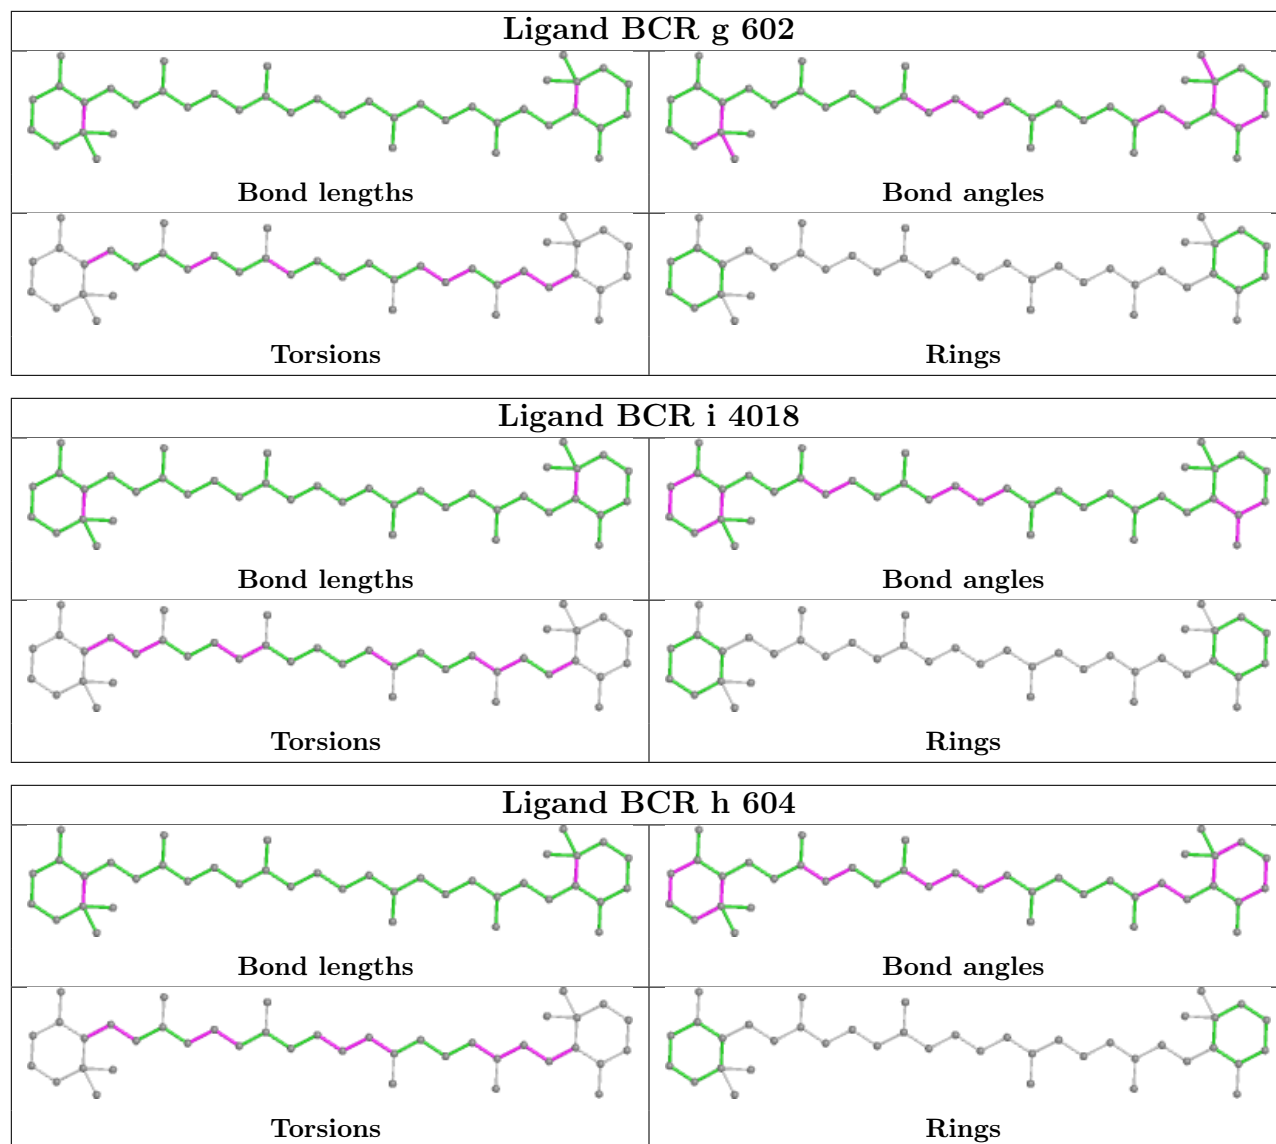 Ligand BCR g 602
Bond lengths
Bond angles
Torsions
Rings
Ligand BCR i 4018
Bond lengths
Bond angles
Torsions
Rings
Ligand BCR h 604
Bond lengths
Bond angles
Torsions
Rings